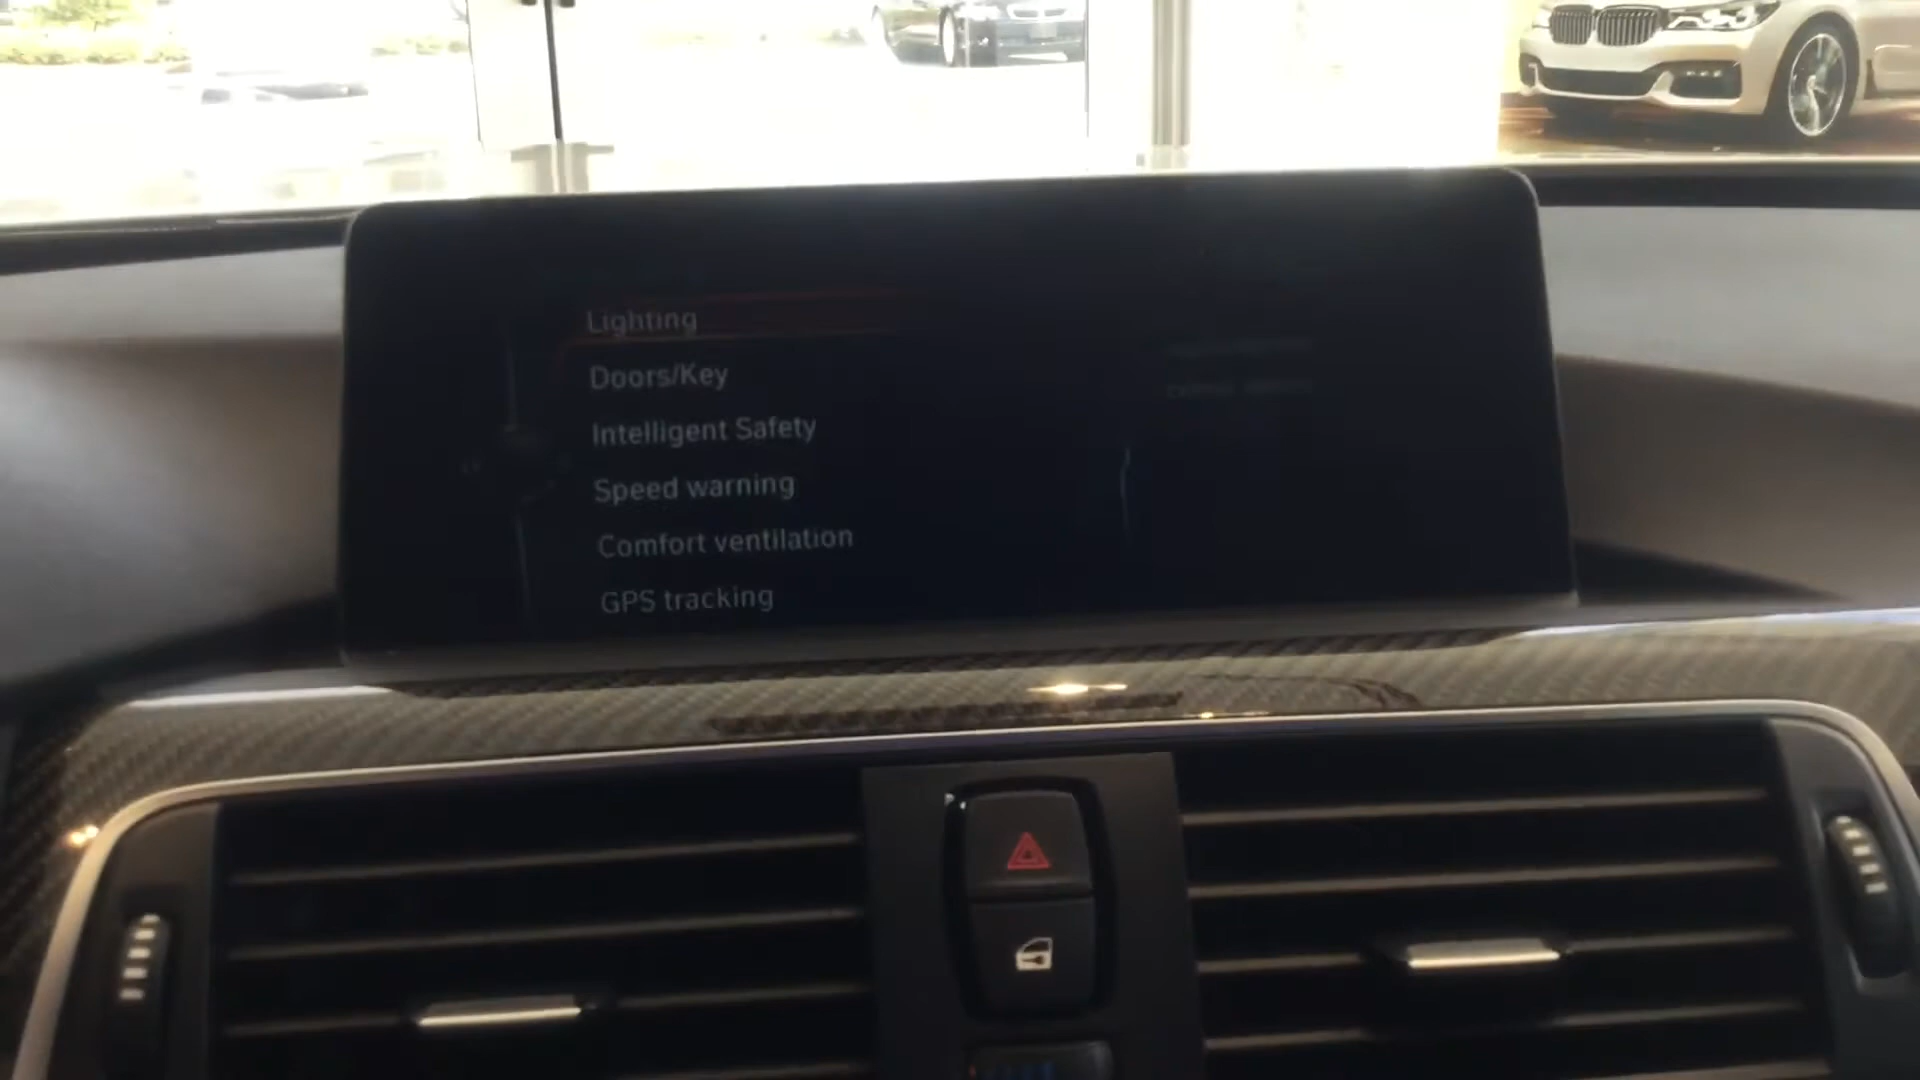 Lighting
Doors/Key
Intelligent Safety
Speed warning
Comfort ventilation
GPS tracking